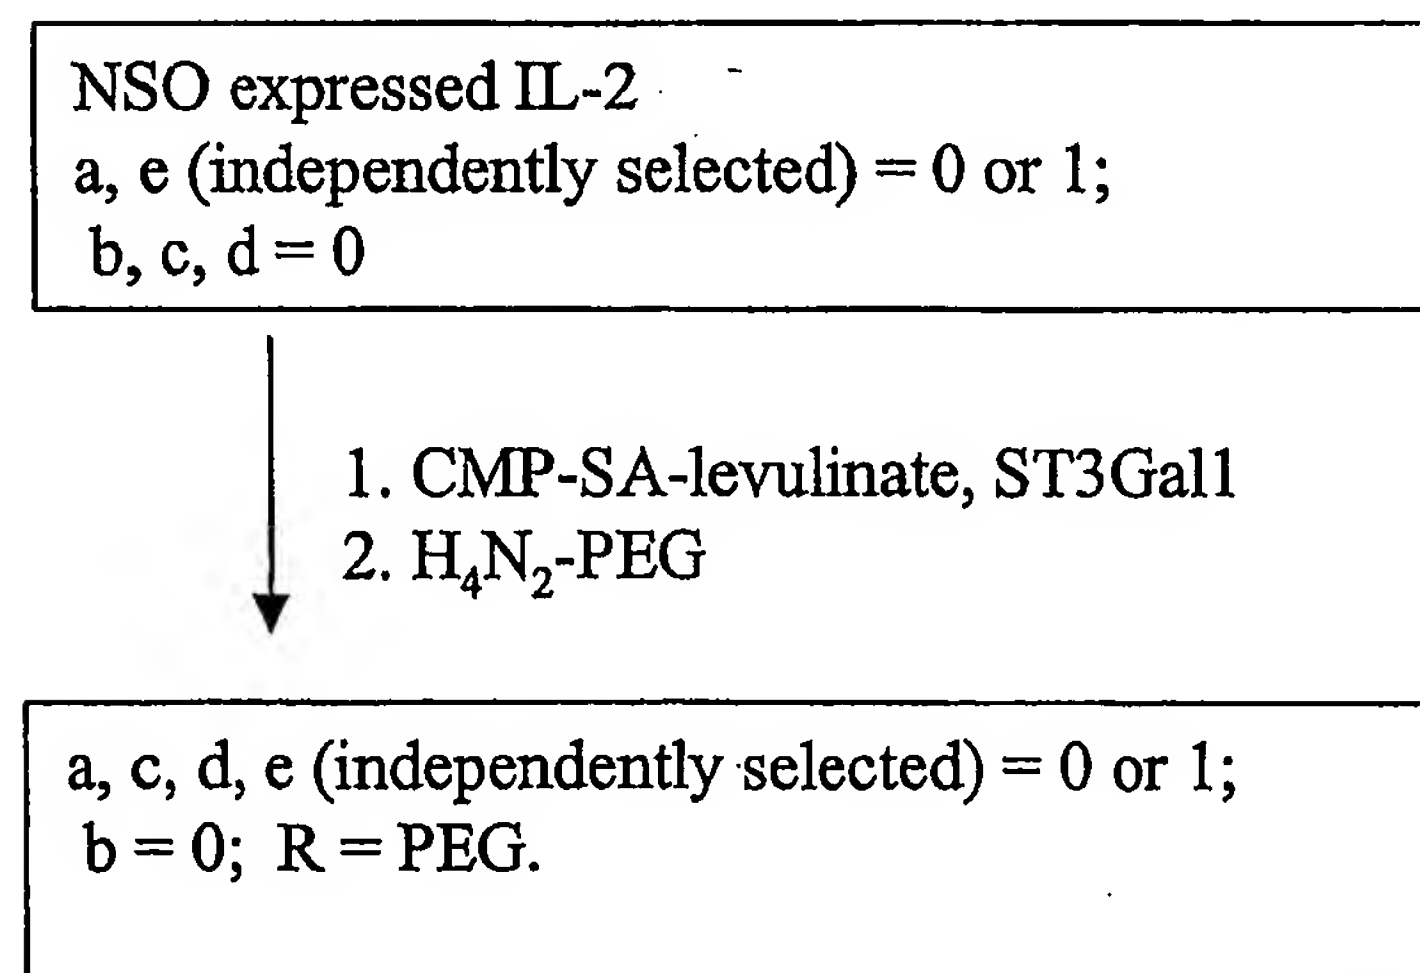 NSO expressed IL-2
a, e (independently selected) = 0 or 1;
b, c, d = 0
1. CMP-SA-levulinate, ST3Gal1
2. H₄N₂-PEG
a, c, d, e (independently selected) = 0 or 1;
b = 0; R = PEG.